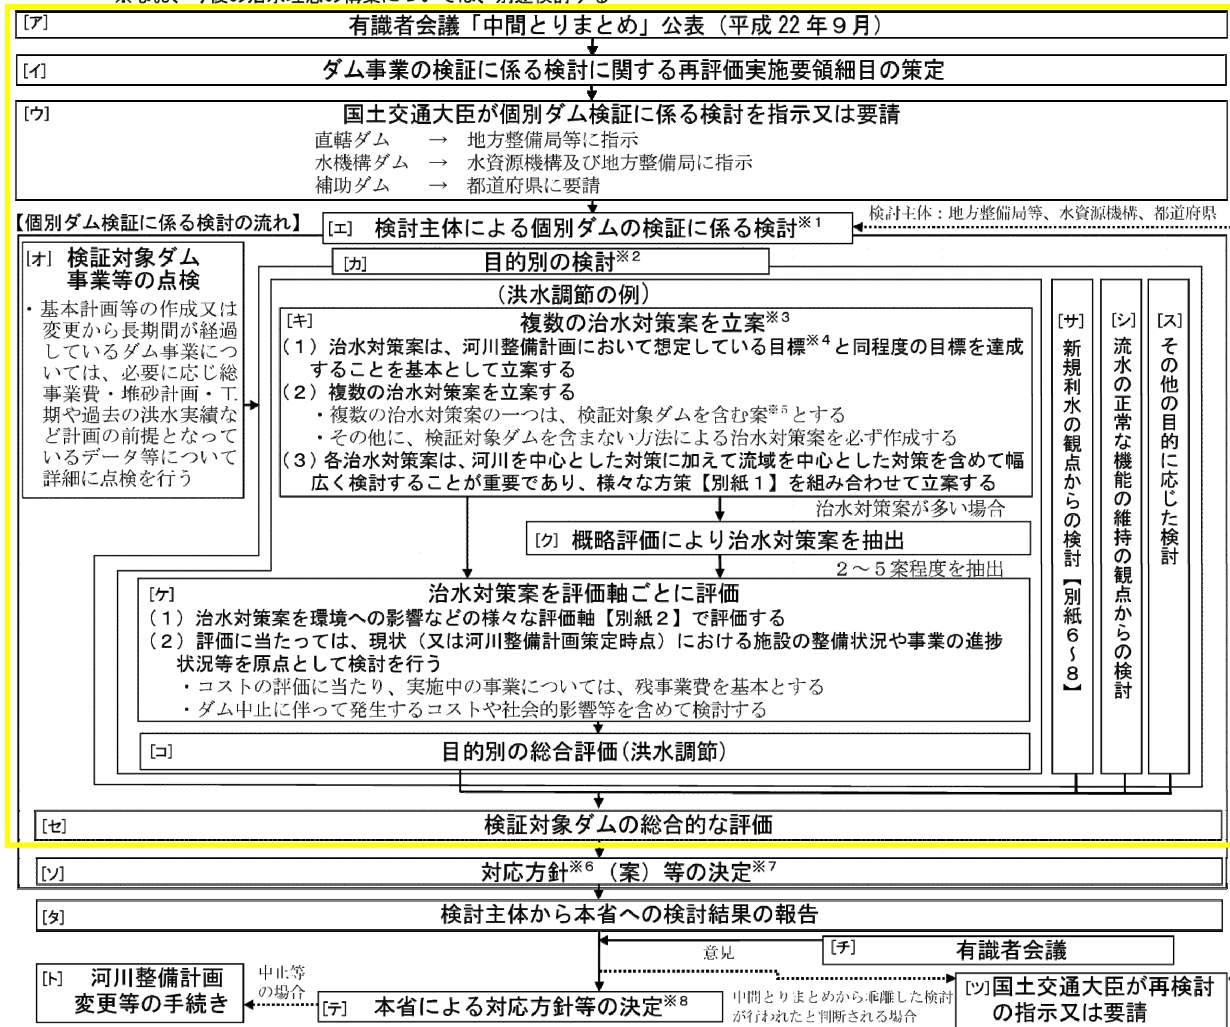 ※なお、今後の治水理念の構築については、別途検討する
[ア] 有識者会議「中間とりまとめ」公表（平成22年9月）
[イ] ダム事業の検証に係る検討に関する再評価実施要領細目の策定
[ウ] 国土交通大臣が個別ダム検証に係る検討を指示又は要請
直轄ダム → 地方整備局等に指示
水機構ダム → 水資源機構及び地方整備局に指示
補助ダム → 都道府県に要請
【個別ダム検証に係る検討の流れ】
[エ] 検討主体による個別ダムの検証に係る検討※1
検討主体：地方整備局等、水資源機構、都道府県
[オ] 検証対象ダム
事業等の点検
・基本計画等の作成又は
変更から長期間が経過
しているダム事業につ
いては、必要に応じ総
事業費・堆砂計画・工
期や過去の洪水実績な
ど計画の前提となって
いるデータ等について
詳細に点検を行う
[カ] 目的別の検討※2
（洪水調節の例）
[キ] 複数の治水対策案を立案※3
（1）治水対策案は、河川整備計画において想定している目標※4と同程度の目標を達成
することを基本として立案する
（2）複数の治水対策案を立案する
・複数の治水対策案の一つは、検証対象ダムを含む案※5とする
・その他に、検証対象ダムを含まない方法による治水対策案を必ず作成する
（3）各治水対策案は、河川を中心とした対策に加えて流域を中心とした対策を含めて幅
広く検討することが重要であり、様々な方策【別紙1】を組み合わせて立案する
治水対策案が多い場合
[ク] 概略評価により治水対策案を抽出
2～5案程度を抽出
[ケ] 治水対策案を評価軸ごとに評価
（1）治水対策案を環境への影響などの様々な評価軸【別紙2】で評価する
（2）評価に当たっては、現状（又は河川整備計画策定時点）における施設の整備状況や事業の進捗
状況等を原点として検討を行う
・コストの評価に当たり、実施中の事業については、残事業費を基本とする
・ダム中止に伴って発生するコストや社会的影響等を含めて検討する
[コ] 目的別の総合評価（洪水調節）
[サ] 新規利水の観点からの検討【別紙6～8】
[シ] 流水の正常な機能の維持の観点からの検討
[ス] その他の目的に応じた検討
[セ] 検証対象ダムの総合的な評価
[ソ] 対応方針※6（案）等の決定※7
[タ] 検討主体から本省への検討結果の報告
意見
[チ] 有識者会議
[ト] 河川整備計画
変更等の手続き
中止等
の場合
[テ] 本省による対応方針等の決定※8
中間とりまとめから乖離した検討
が行われたと判断される場合
[ツ] 国土交通大臣が再検討
の指示又は要請